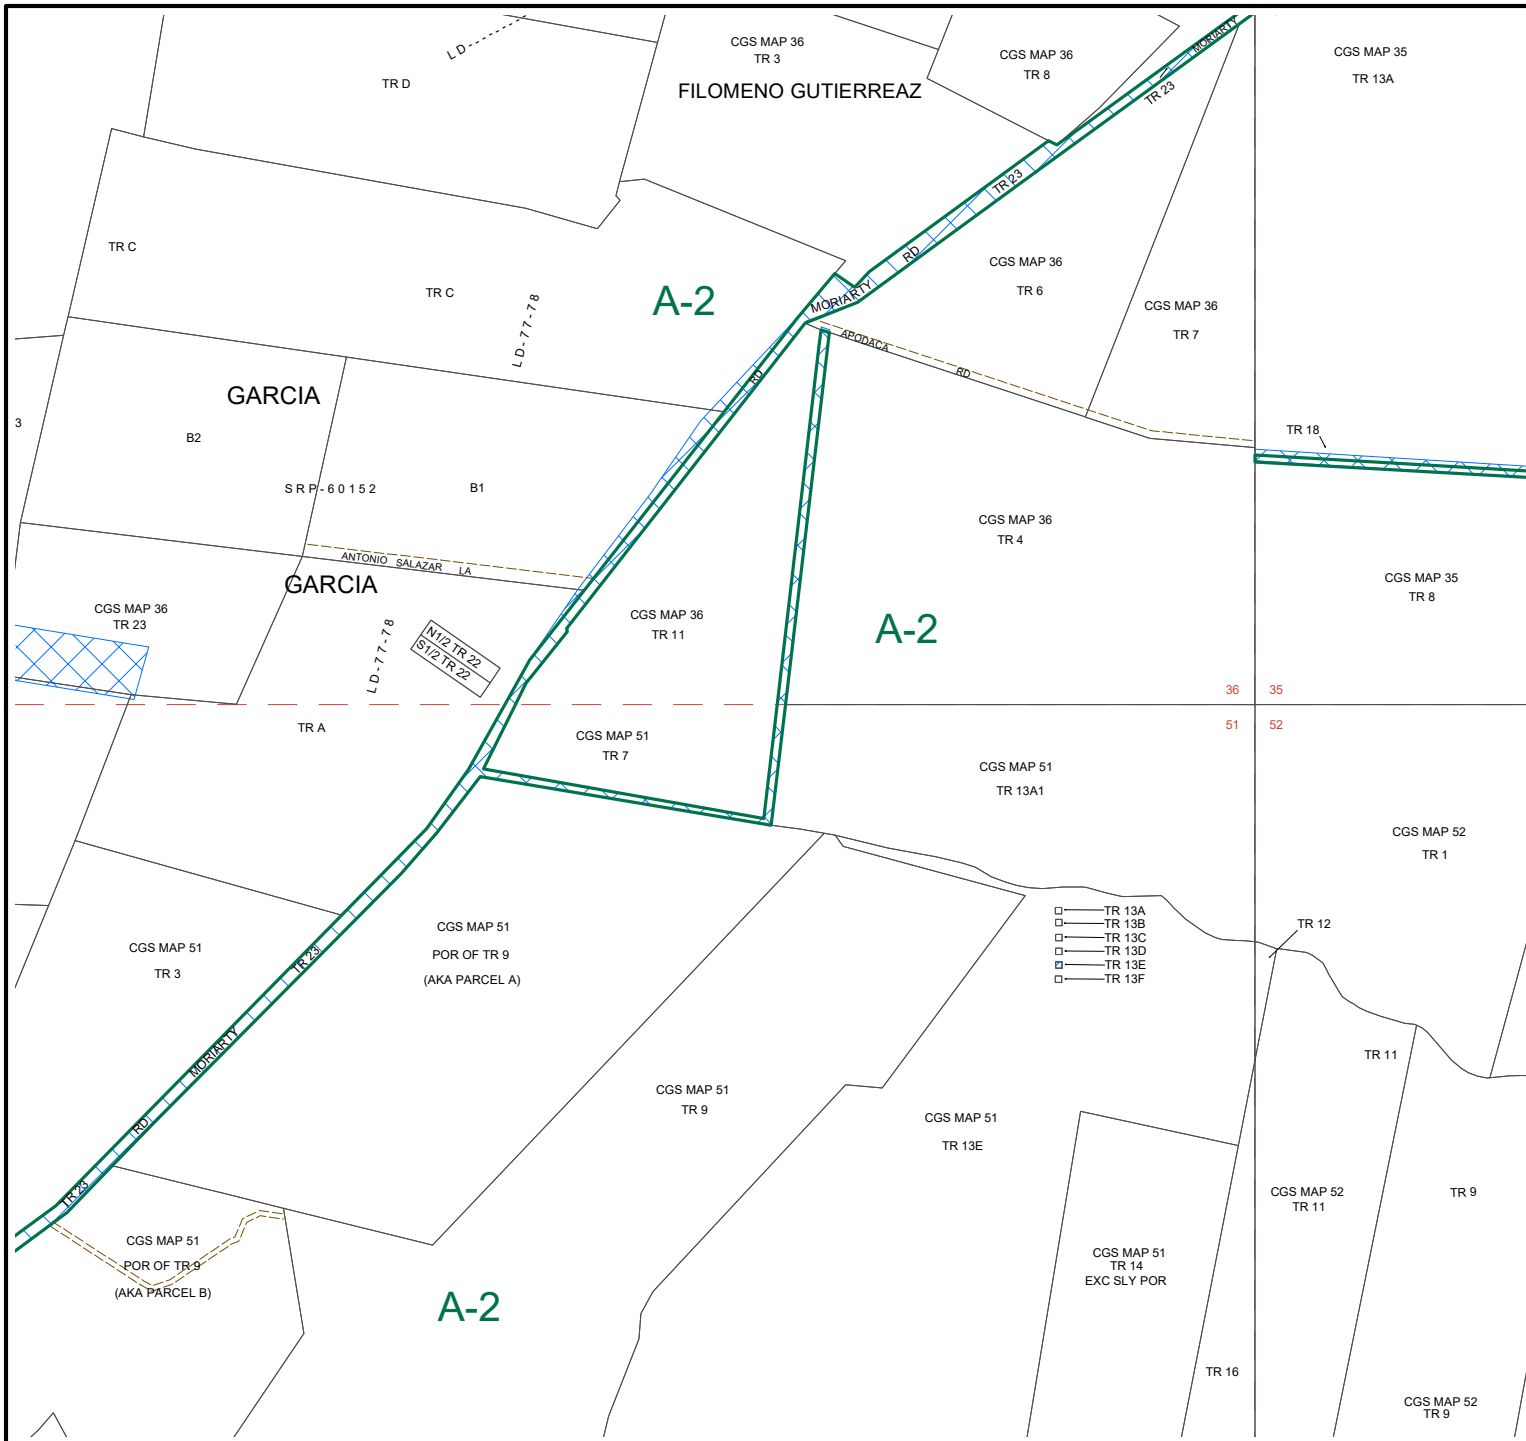 LD
CGS MAP 36
TR 3
FILOMENO GUTIERREAZ
CGS MAP 36
TR 8
MORIARTY
TR 23
CGS MAP 35
TR 13A
TR D
TR C
TR C
LD-77-78
A-2
TR 23
RD
MORIARTY
CGS MAP 36
TR 6
CGS MAP 36
TR 7
APODACA
RD
RD
GARCIA
3
B2
SRP-60152
B1
TR 18
ANTONIO SALAZAR LA
GARCIA
CGS MAP 36
TR 23
LD-77-78
N1/2 TR 22
S1/2 TR 22
CGS MAP 36
TR 11
A-2
CGS MAP 36
TR 4
CGS MAP 35
TR 8
36
35
51
52
TR A
CGS MAP 51
TR 7
CGS MAP 51
TR 13A1
CGS MAP 52
TR 1
CGS MAP 51
TR 3
TR 23
CGS MAP 51
POR OF TR 9
(AKA PARCEL A)
TR 13A
TR 13B
TR 13C
TR 13D
TR 13E
TR 13F
TR 12
MORIARTY
RD
TR 23
CGS MAP 51
TR 9
CGS MAP 51
TR 13E
TR 11
CGS MAP 52
TR 11
TR 9
CGS MAP 51
POR OF TR 9
(AKA PARCEL B)
A-2
CGS MAP 51
TR 14
EXC SLY POR
TR 16
CGS MAP 52
TR 9